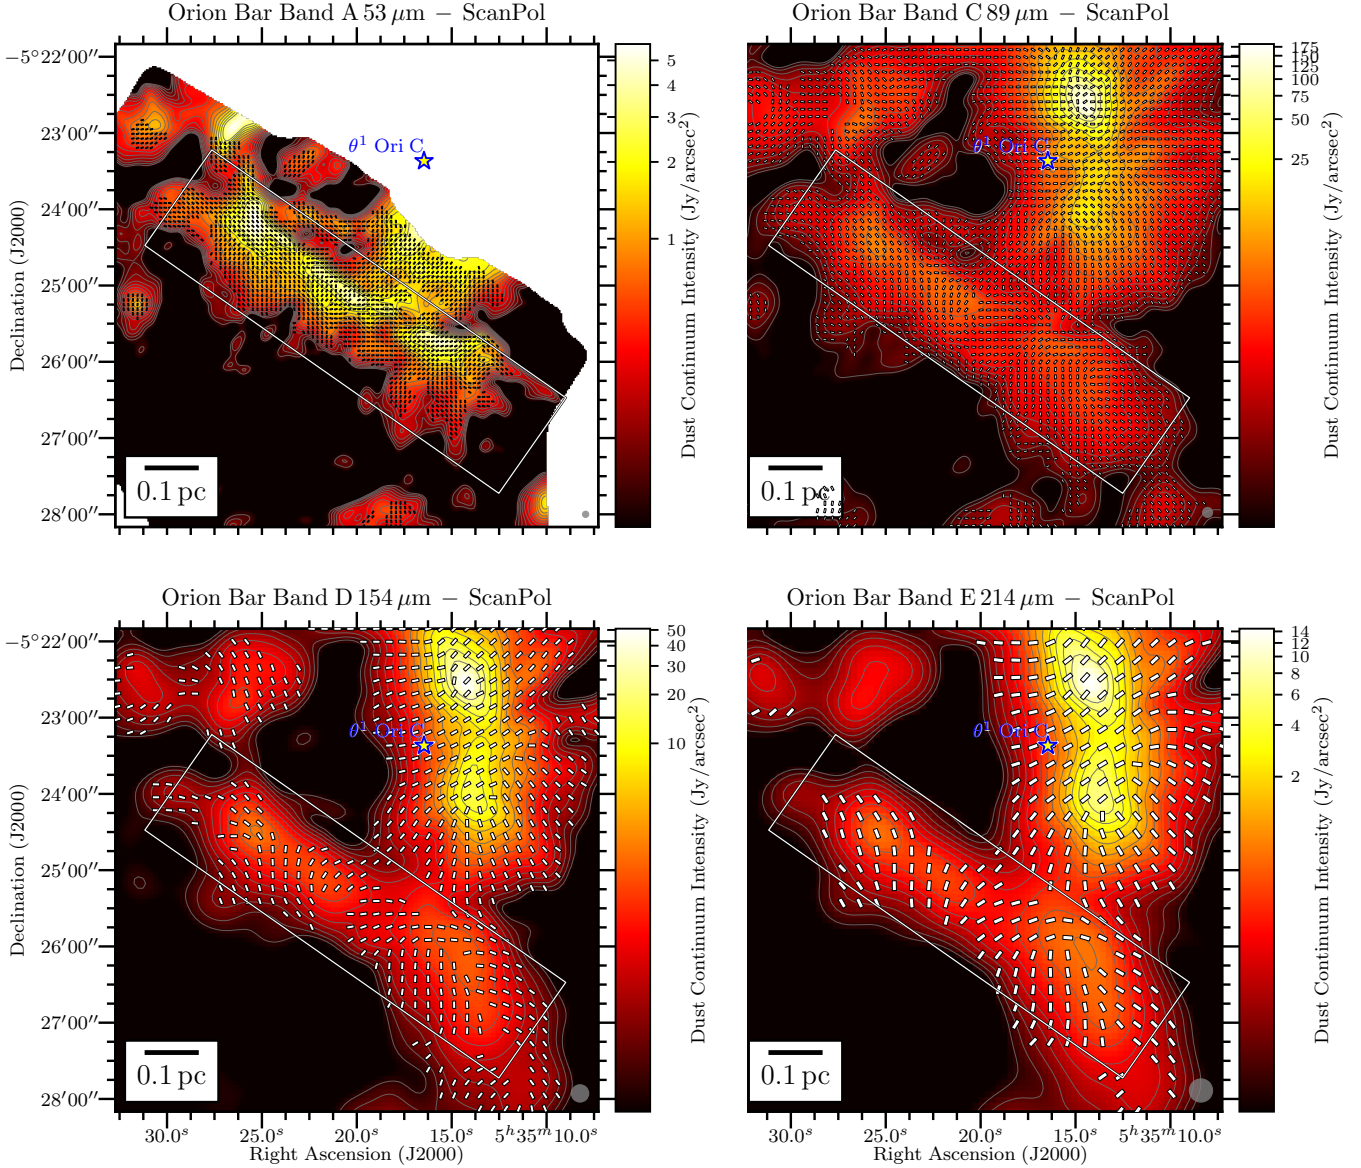 Orion Bar Band A 53 μm − ScanPol
Orion Bar Band C 89 μm − ScanPol
−5°22′00″
23′00″
24′00″
25′00″
26′00″
27′00″
28′00″
Declination (J2000)
θ¹ Ori C
0.1 pc
5
4
3
2
1
Dust Continuum Intensity (Jy/arcsec²)
θ¹ Ori C
0.1 pc
175
150
125
100
75
50
25
Dust Continuum Intensity (Jy/arcsec²)
Orion Bar Band D 154 μm − ScanPol
Orion Bar Band E 214 μm − ScanPol
−5°22′00″
23′00″
24′00″
25′00″
26′00″
27′00″
28′00″
Declination (J2000)
θ¹ Ori C
0.1 pc
30.0ˢ
25.0ˢ
20.0ˢ
15.0ˢ
5ʰ35ᵐ10.0ˢ
Right Ascension (J2000)
50
40
30
20
10
Dust Continuum Intensity (Jy/arcsec²)
θ¹ Ori C
0.1 pc
30.0ˢ
25.0ˢ
20.0ˢ
15.0ˢ
5ʰ35ᵐ10.0ˢ
Right Ascension (J2000)
14
12
10
8
6
4
2
Dust Continuum Intensity (Jy/arcsec²)